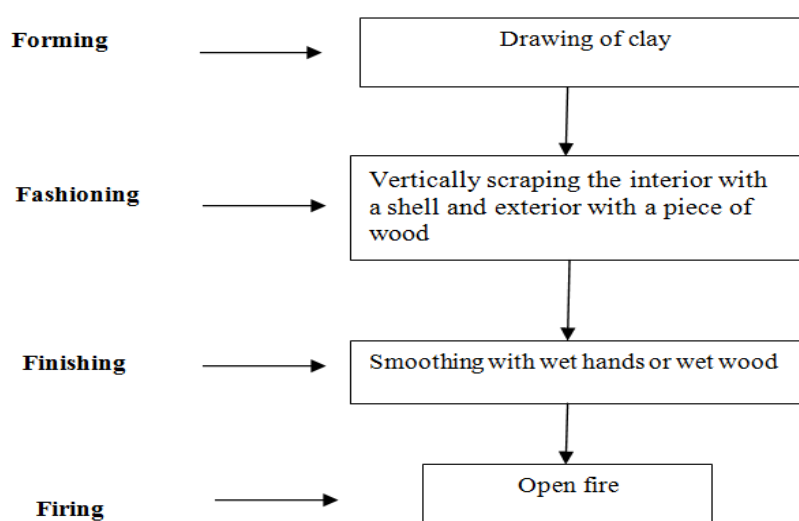 Forming
Drawing of clay
Fashioning
Vertically scraping the interior with
a shell and exterior with a piece of
wood
Finishing
Smoothing with wet hands or wet wood
Firing
Open fire